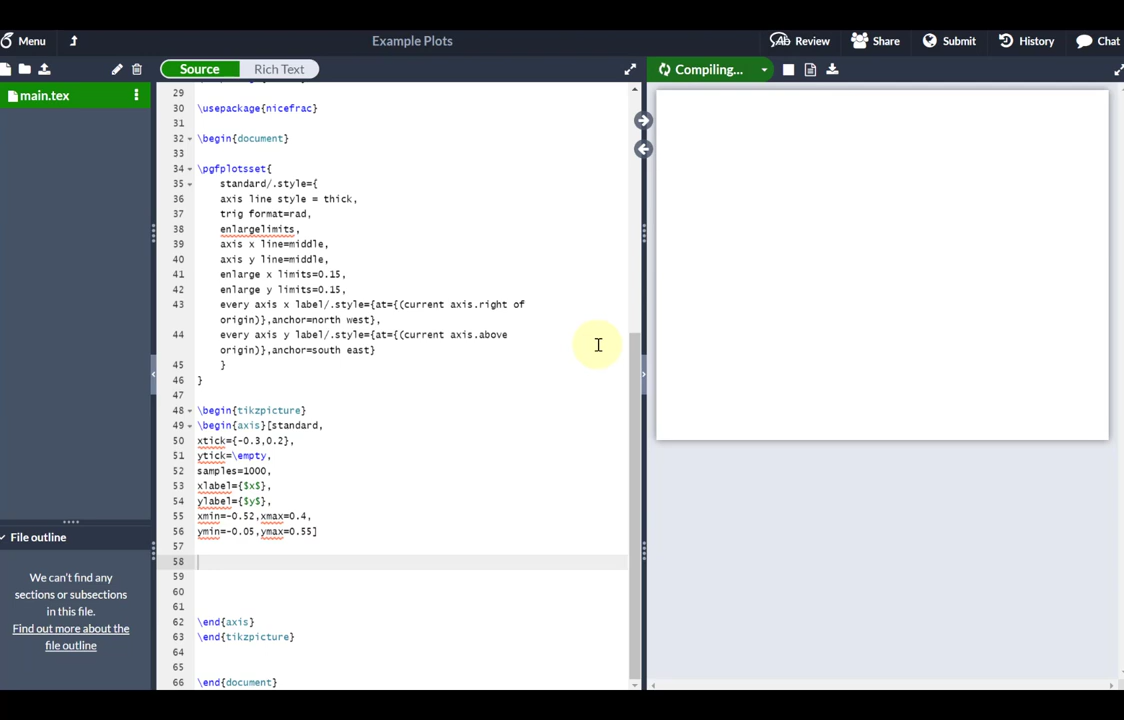 Menu
Example Plots
Review
Share
Submit
History
Chat
Source
Rich Text
Compiling...
main.tex
29
30 \usepackage{nicefrac}
31
32 \begin{document}
33
34 \pgfplotsset{
35 standard/.style={
36 axis line style = thick,
37 trig format=rad,
38 enlargelimits,
39 axis x line=middle,
40 axis y line=middle,
41 enlarge x limits=0.15,
42 enlarge y limits=0.15,
43 every axis x label/.style={at={(current axis.right of
origin)},anchor=north west},
44 every axis y label/.style={at={(current axis.above
origin)},anchor=south east}
45 }
46 }
47
48 \begin{tikzpicture}
49 \begin{axis}[standard,
50 xtick={-0.3,0.2},
51 ytick=\empty,
52 samples=1000,
53 xlabel={$x$},
54 ylabel={$y$},
55 xmin=-0.52,xmax=0.4,
56 ymin=-0.05,ymax=0.55]
57
58
59
60
61
62 \end{axis}
63 \end{tikzpicture}
64
65
66 \end{document}
File outline
We can't find any
sections or subsections
in this file.
Find out more about the
file outline